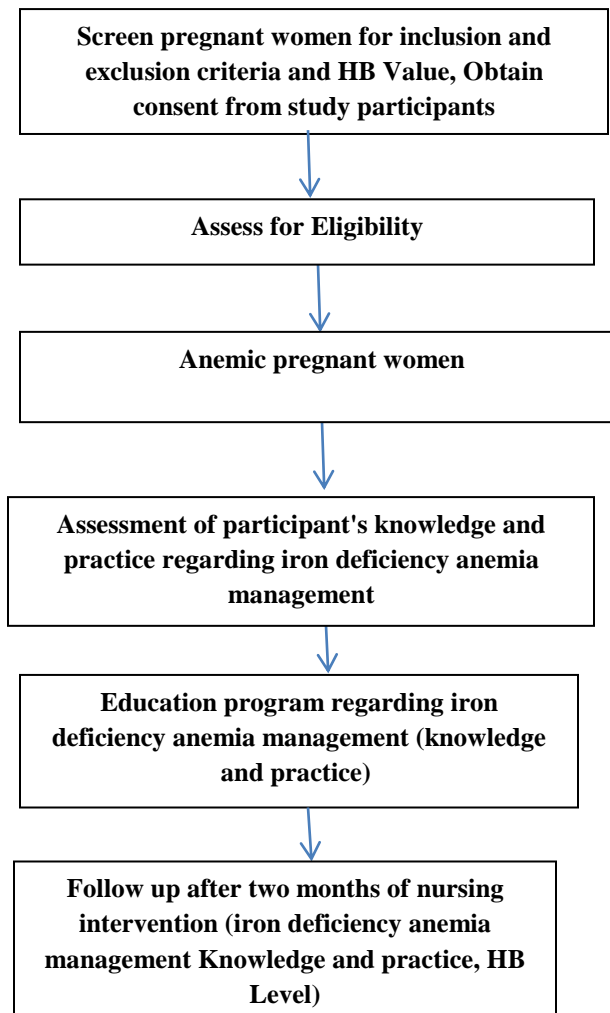 Screen pregnant women for inclusion and
exclusion criteria and HB Value, Obtain
consent from study participants
Assess for Eligibility
Anemic pregnant women
Assessment of participant's knowledge and
practice regarding iron deficiency anemia
management
Education program regarding iron
deficiency anemia management (knowledge
and practice)
Follow up after two months of nursing
intervention (iron deficiency anemia
management Knowledge and practice, HB
Level)